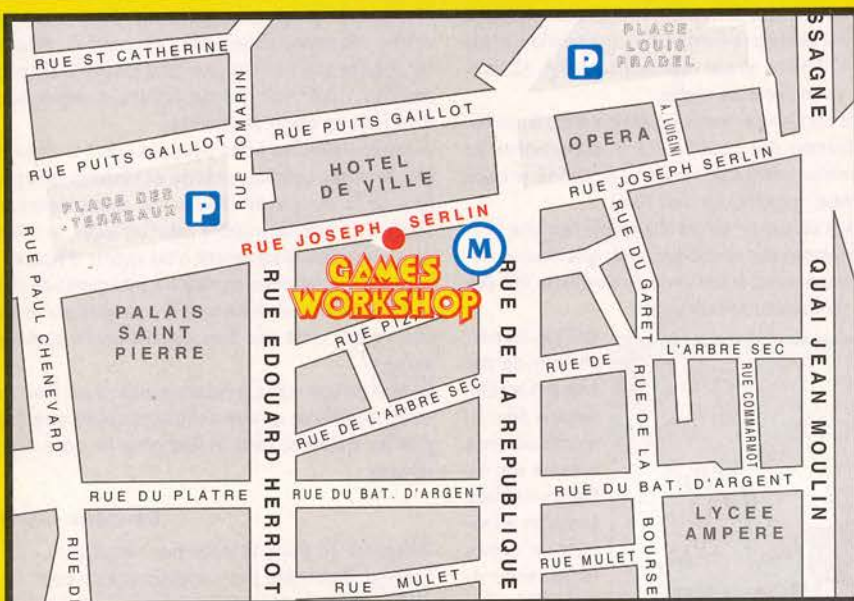 RUE ST CATHERINE
RUE ROMARIN
RUE PUITS GAILLOT
RUE PUITS GAILLOT
PLACE
LOUIS
PRADEL
P
SSAGNE
HOTEL
DE VILLE
OPERA
A. LUIGINI
RUE JOSEPH SERLIN
PLACE DES
TERREAUX
P
RUE JOSEPH SERLIN
M
GAMES
WORKSHOP
RUE PAUL CHENEVARD
PALAIS
SAINT
PIERRE
RUE EDOUARD HERRIOT
RUE PIZ
RUE DE LA REPUBLIQUE
RUE DU GARET
QUAI JEAN MOULIN
RUE DE L'ARBRE SEC
RUE DE
L'ARBRE SEC
RUE DE LA
BOURSE
RUE COMMARMOT
RUE DU PLATRE
RUE DU BAT. D'ARGENT
RUE DU BAT. D'ARGENT
LYCEE
AMPERE
RUE MULET
RUE MULET